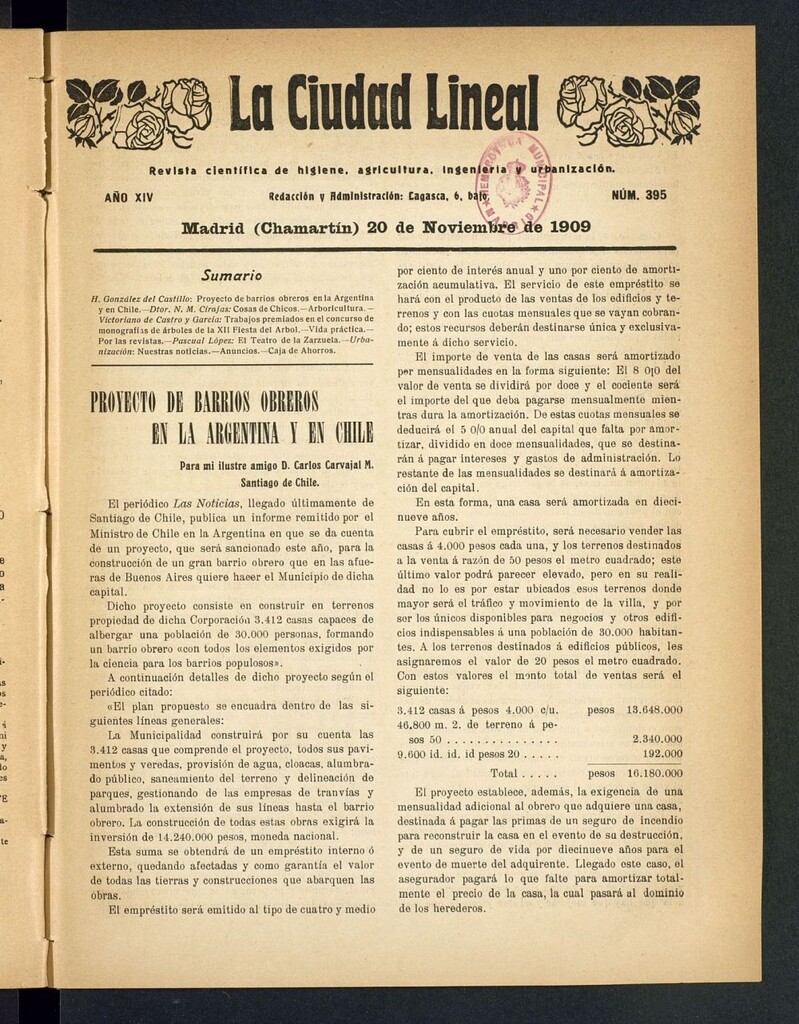 La Ciudad Lineal
Revista científica de higiene, agricultura, ingeniería y urbanización.
AÑO XIV
Redacción y Administración: Lagasca, 6, bajo.
NÚM. 395
HEMEROTECA MUNICIPAL
MADRID
Madrid (Chamartín) 20 de Noviembre de 1909
Sumario
H. González del Castillo: Proyecto de barrios obreros en la Argentina
y en Chile.—Dtor. N. M. Cirajas: Cosas de Chicos.—Arboricultura.—
Victoriano de Castro y García: Trabajos premiados en el concurso de
monografías de árboles de la XII Fiesta del Arbol.—Vida práctica.—
Por las revistas.—Pascual López: El Teatro de la Zarzuela.—Urba-
nización: Nuestras noticias.—Anuncios.—Caja de Ahorros.
PROYECTO DE BARRIOS OBREROS
EN LA ARGENTINA Y EN CHILE
Para mi ilustre amigo D. Carlos Carvajal M.
Santiago de Chile.
El periódico Las Noticias, llegado últimamente de
Santiago de Chile, publica un informe remitido por el
Ministro de Chile en la Argentina en que se da cuenta
de un proyecto, que será sancionado este año, para la
construcción de un gran barrio obrero que en las afue-
ras de Buenos Aires quiere hacer el Municipio de dicha
capital.
Dicho proyecto consiste en construir en terrenos
propiedad de dicha Corporación 3.412 casas capaces de
albergar una población de 30.000 personas, formando
un barrio obrero «con todos los elementos exigidos por
la ciencia para los barrios populosos».
A continuación detalles de dicho proyecto según el
periódico citado:
«El plan propuesto se encuadra dentro de las si-
guientes líneas generales:
La Municipalidad construirá por su cuenta las
3.412 casas que comprende el proyecto, todos sus pavi-
mentos y veredas, provisión de agua, cloacas, alumbra-
do público, saneamiento del terreno y delineación de
parques, gestionando de las empresas de tranvías y
alumbrado la extensión de sus líneas hasta el barrio
obrero. La construcción de todas estas obras exigirá la
inversión de 14.240.000 pesos, moneda nacional.
Esta suma se obtendrá de un empréstito interno ó
externo, quedando afectadas y como garantía el valor
de todas las tierras y construcciones que abarquen las
obras.
El empréstito será emitido al tipo de cuatro y medio
por ciento de interés anual y uno por ciento de amorti-
zación acumulativa. El servicio de este empréstito se
hará con el producto de las ventas de los edificios y te-
rrenos y con las cuotas mensuales que se vayan cobran-
do; estos recursos deberán destinarse única y exclusiva-
mente á dicho servicio.
El importe de venta de las casas será amortizado
por mensualidades en la forma siguiente: El 8 0|0 del
valor de venta se dividirá por doce y el cociente será
el importe del que deba pagarse mensualmente mien-
tras dura la amortización. De estas cuotas mensuales se
deducirá el 5 0/0 anual del capital que falta por amor-
tizar, dividido en doce mensualidades, que se destina-
rán á pagar intereses y gastos de administración. Lo
restante de las mensualidades se destinará á amortiza-
ción del capital.
En esta forma, una casa será amortizada en dieci-
nueve años.
Para cubrir el empréstito, será necesario vender las
casas á 4.000 pesos cada una, y los terrenos destinados
a la venta á razón de 50 pesos el metro cuadrado; este
último valor podrá parecer elevado, pero en su reali-
dad no lo es por estar ubicados esos terrenos donde
mayor será el tráfico y movimiento de la villa, y por
ser los únicos disponibles para negocios y otros edifi-
cios indispensables á una población de 30.000 habitan-
tes. A los terrenos destinados á edificios públicos, les
asignaremos el valor de 20 pesos el metro cuadrado.
Con estos valores el monto total de ventas será el
siguiente:
3.412 casas á pesos 4.000 c/u. pesos 13.648.000
46.800 m. 2. de terreno á pe-
sos 50 . . . . . . . . . . . . . . . 2.340.000
9.600 id. id. id pesos 20 . . . . . 192.000
Total . . . . . pesos 16.180.000
El proyecto establece, además, la exigencia de una
mensualidad adicional al obrero que adquiere una casa,
destinada á pagar las primas de un seguro de incendio
para reconstruir la casa en el evento de su destrucción,
y de un seguro de vida por diecinueve años para el
evento de muerte del adquirente. Llegado este caso, el
asegurador pagará lo que falte para amortizar total-
mente el precio de la casa, la cual pasará al dominio
de los herederos.